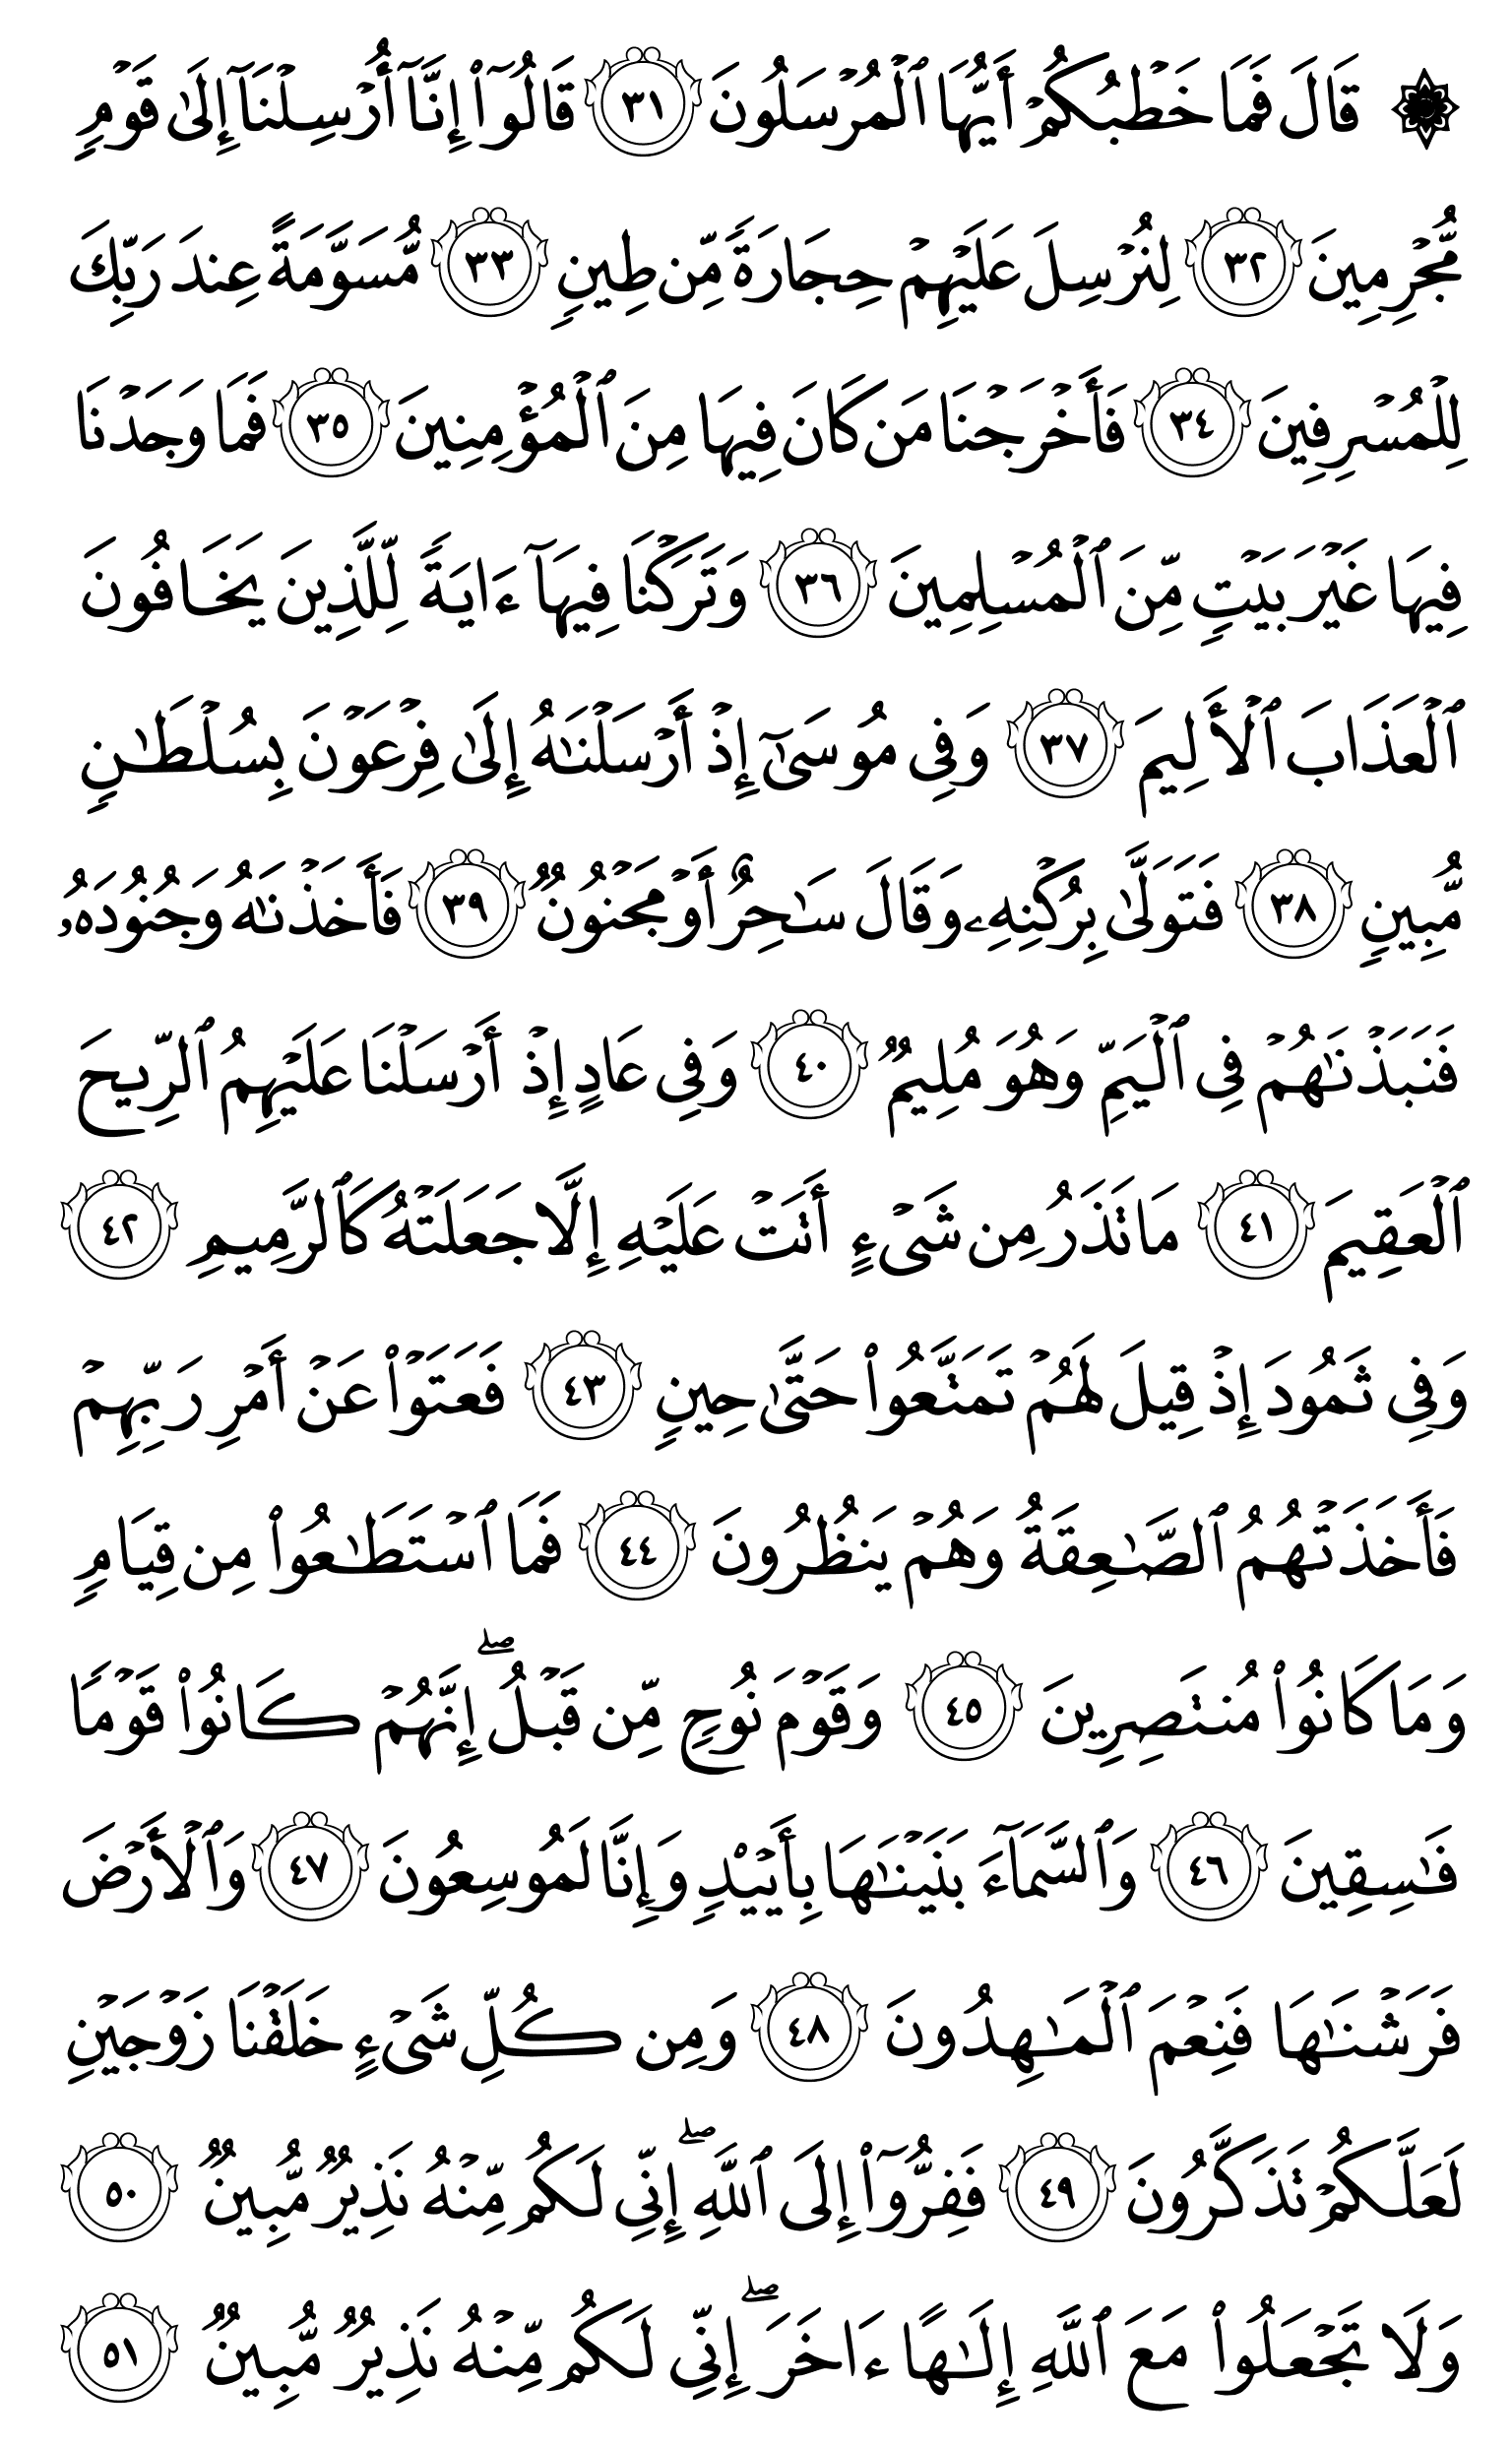 ۞ قَالَ فَمَا خَطۡبُكُمۡ أَيُّهَا ٱلۡمُرۡسَلُونَ ٣١ قَالُوٓاْ إِنَّآ أُرۡسِلۡنَآ إِلَىٰ قَوۡمٖ
مُّجۡرِمِينَ ٣٢ لِنُرۡسِلَ عَلَيۡهِمۡ حِجَارَةٗ مِّن طِينٖ ٣٣ مُّسَوَّمَةً عِندَ رَبِّكَ
لِلۡمُسۡرِفِينَ ٣٤ فَأَخۡرَجۡنَا مَن كَانَ فِيهَا مِنَ ٱلۡمُؤۡمِنِينَ ٣٥ فَمَا وَجَدۡنَا
فِيهَا غَيۡرَ بَيۡتٖ مِّنَ ٱلۡمُسۡلِمِينَ ٣٦ وَتَرَكۡنَا فِيهَآ ءَايَةٗ لِّلَّذِينَ يَخَافُونَ
ٱلۡعَذَابَ ٱلۡأَلِيمَ ٣٧ وَفِي مُوسَىٰٓ إِذۡ أَرۡسَلۡنَٰهُ إِلَىٰ فِرۡعَوۡنَ بِسُلۡطَٰنٖ
مُّبِينٖ ٣٨ فَتَوَلَّىٰ بِرُكۡنِهِۦ وَقَالَ سَٰحِرٌ أَوۡ مَجۡنُونٞ ٣٩ فَأَخَذۡنَٰهُ وَجُنُودَهُۥ
فَنَبَذۡنَٰهُمۡ فِي ٱلۡيَمِّ وَهُوَ مُلِيمٞ ٤٠ وَفِي عَادٍ إِذۡ أَرۡسَلۡنَا عَلَيۡهِمُ ٱلرِّيحَ
ٱلۡعَقِيمَ ٤١ مَا تَذَرُ مِن شَيۡءٍ أَتَتۡ عَلَيۡهِ إِلَّا جَعَلَتۡهُ كَٱلرَّمِيمِ ٤٢
وَفِي ثَمُودَ إِذۡ قِيلَ لَهُمۡ تَمَتَّعُواْ حَتَّىٰ حِينٖ ٤٣ فَعَتَوۡاْ عَنۡ أَمۡرِ رَبِّهِمۡ
فَأَخَذَتۡهُمُ ٱلصَّٰعِقَةُ وَهُمۡ يَنظُرُونَ ٤٤ فَمَا ٱسۡتَطَٰعُواْ مِن قِيَامٖ
وَمَا كَانُواْ مُنتَصِرِينَ ٤٥ وَقَوۡمَ نُوحٖ مِّن قَبۡلُۖ إِنَّهُمۡ كَانُواْ قَوۡمٗا
فَٰسِقِينَ ٤٦ وَٱلسَّمَآءَ بَنَيۡنَٰهَا بِأَيۡيْدٖ وَإِنَّا لَمُوسِعُونَ ٤٧ وَٱلۡأَرۡضَ
فَرَشۡنَٰهَا فَنِعۡمَ ٱلۡمَٰهِدُونَ ٤٨ وَمِن كُلِّ شَيۡءٍ خَلَقۡنَا زَوۡجَيۡنِ
لَعَلَّكُمۡ تَذَكَّرُونَ ٤٩ فَفِرُّوٓاْ إِلَى ٱللَّهِۖ إِنِّي لَكُم مِّنۡهُ نَذِيرٞ مُّبِينٞ ٥٠
وَلَا تَجۡعَلُواْ مَعَ ٱللَّهِ إِلَٰهًا ءَاخَرَۖ إِنِّي لَكُم مِّنۡهُ نَذِيرٞ مُّبِينٞ ٥١